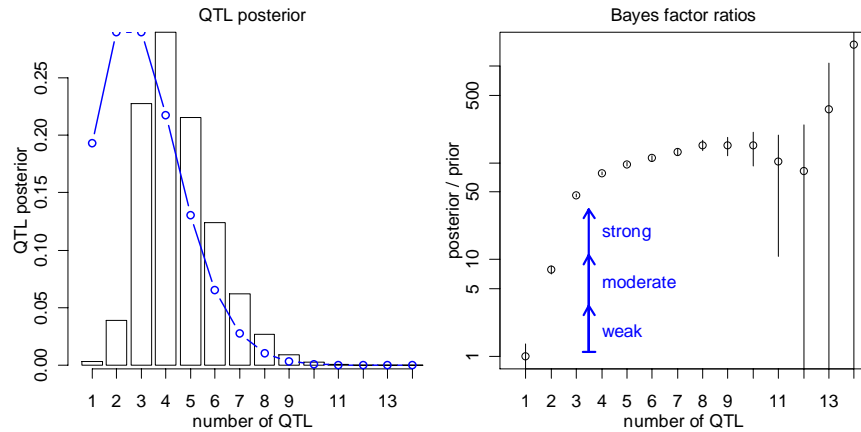 QTL posterior
QTL posterior
0.00 0.05 0.10 0.15 0.20 0.25
1 2 3 4 5 6 7 8 9 11 13
number of QTL
Bayes factor ratios
posterior / prior
1 5 10 50 500
strong
moderate
weak
1 2 3 4 5 6 7 8 9 11 13
number of QTL